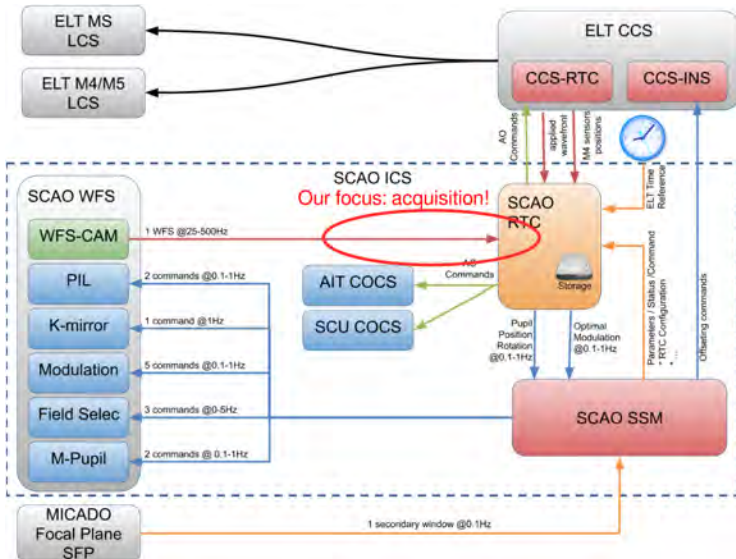 ELT MS
LCS
ELT M4/M5
LCS
ELT CCS
CCS-RTC
CCS-INS
AO
Commands
applied
wavefront
M4 sensors
positions
ELT Time
Reference
SCAO ICS
Our focus: acquisition!
SCAO WFS
WFS-CAM
1 WFS @25-500Hz
SCAO
RTC
Storage
PIL
2 commands @0.1-1Hz
K-mirror
1 command @1Hz
Modulation
5 commands @0.1-1Hz
Field Selec
3 commands @0-5Hz
M-Pupil
2 commands @ 0.1-1Hz
AO
Commands
AIT COCS
SCU COCS
Pupil
Position
Rotation
@0.1-1Hz
Optimal
Modulation
@0.1-1Hz
Parameters / Status /Command
* RTC Configuration
* ...
Offseting commands
SCAO SSM
MICADO
Focal Plane
SFP
1 secondary window @0.1Hz